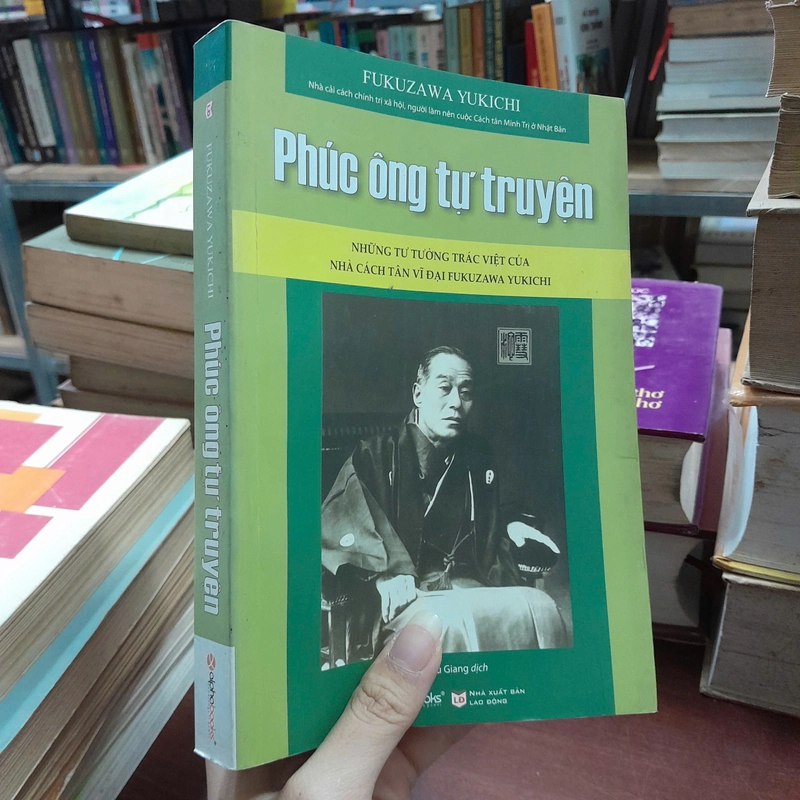 FUKUZAWA YUKICHI
Nhà cải cách chính trị xã hội, người làm nên cuộc Cách tân Minh Trị ở Nhật Bản
Phúc ông tự truyện
NHỮNG TƯ TƯỞNG TRÁC VIỆT CỦA
NHÀ CÁCH TÂN VĨ ĐẠI FUKUZAWA YUKICHI
Giang dịch
NHÀ XUẤT BẢN
LAO ĐỘNG
FUKUZAWA YUKICHI
Phúc ông tự truyện
alphabooks